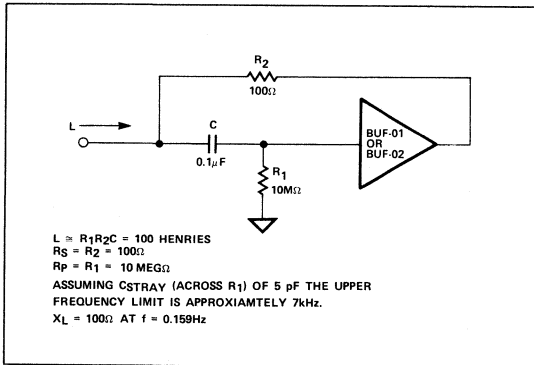 R2
100Ω
L
C
0.1μF
BUF-01
OR
BUF-02
R1
10MΩ
L ≅ R1R2C = 100 HENRIES
RS = R2 = 100Ω
RP = R1 = 10 MEGΩ
ASSUMING CSTRAY (ACROSS R1) OF 5 pF THE UPPER
FREQUENCY LIMIT IS APPROXIAMTELY 7kHz.
XL = 100Ω AT f = 0.159Hz